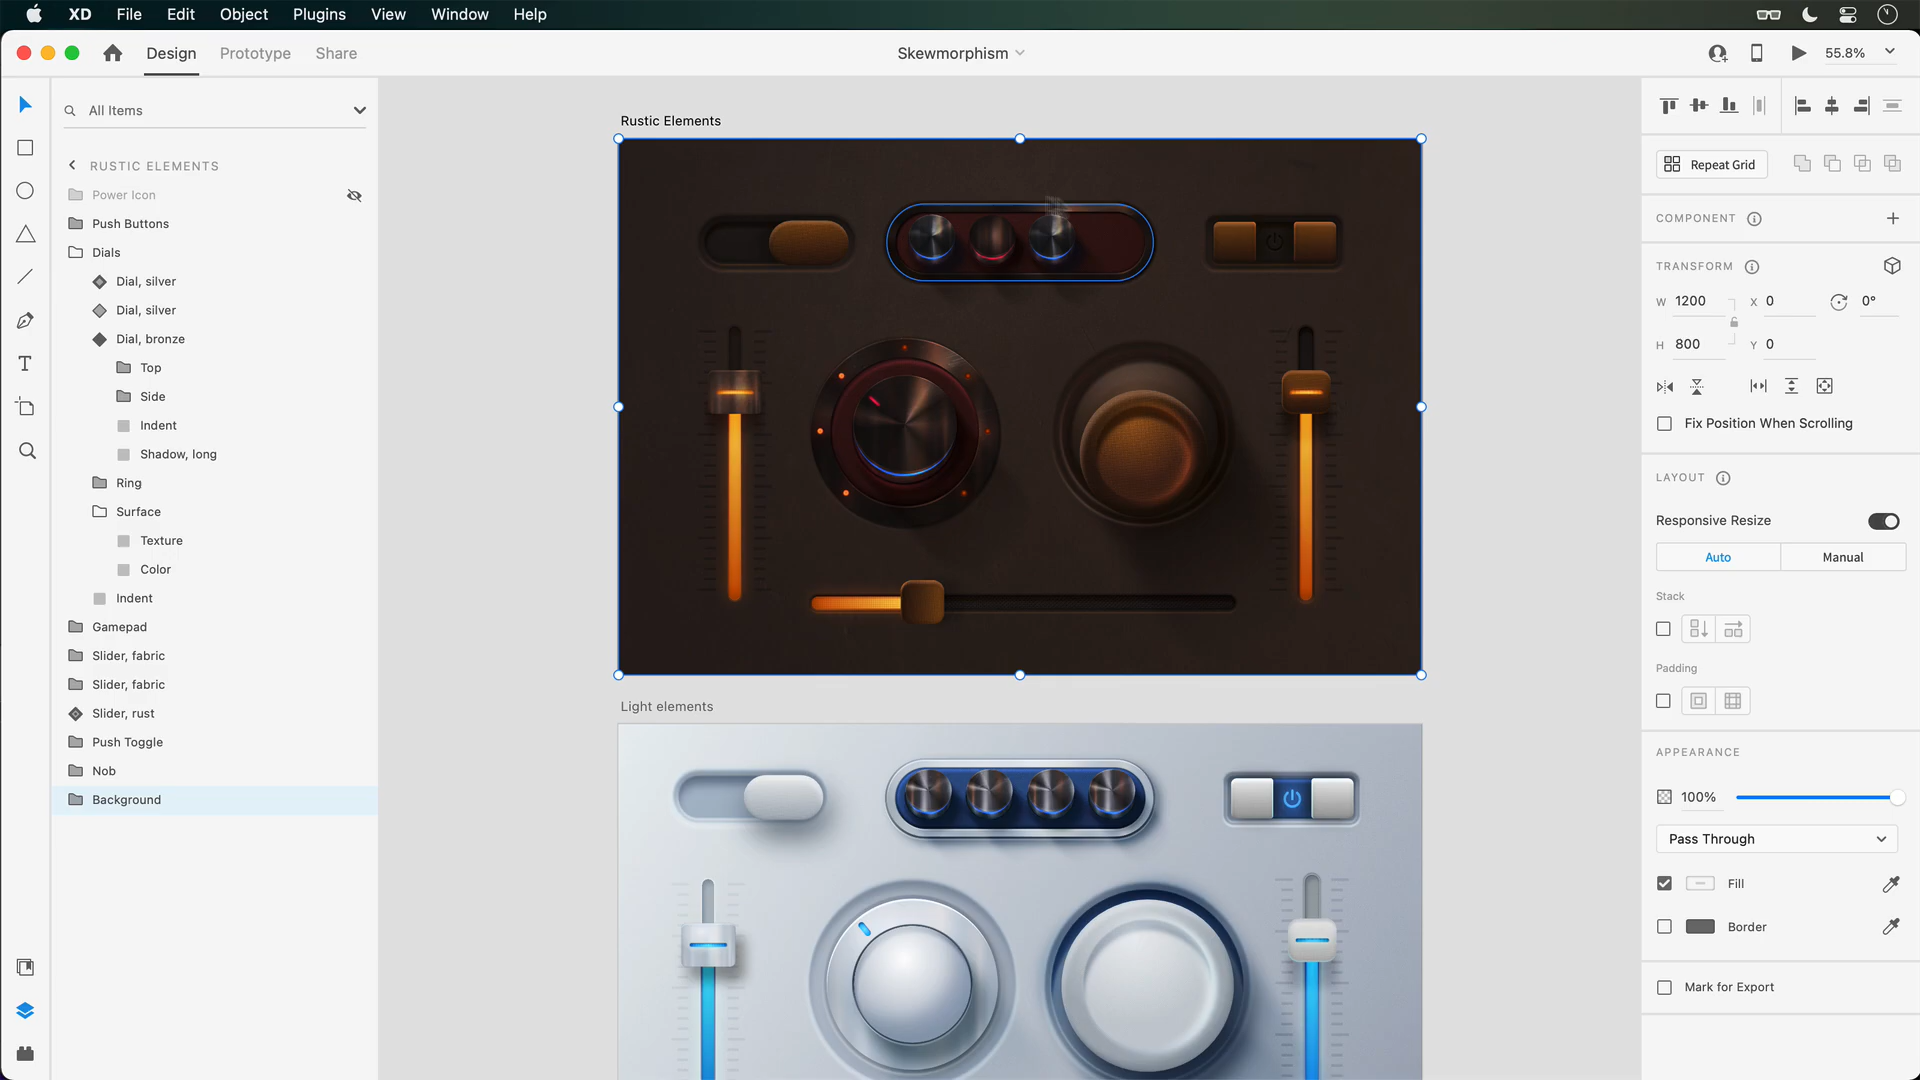 XD File Edit Object Plugins View Window Help
Design Prototype Share
Skewmorphism
55.8%
All Items
RUSTIC ELEMENTS
Power Icon
Push Buttons
Dials
Dial, silver
Dial, silver
Dial, bronze
Top
Side
Indent
Shadow, long
Ring
Surface
Texture
Color
Indent
Gamepad
Slider, fabric
Slider, fabric
Slider, rust
Push Toggle
Nob
Background
Rustic Elements
Light elements
Repeat Grid
COMPONENT
TRANSFORM
W 1200 X 0 0°
H 800 Y 0
Fix Position When Scrolling
LAYOUT
Responsive Resize
Auto Manual
Stack
Padding
APPEARANCE
100%
Pass Through
Fill
Border
Mark for Export